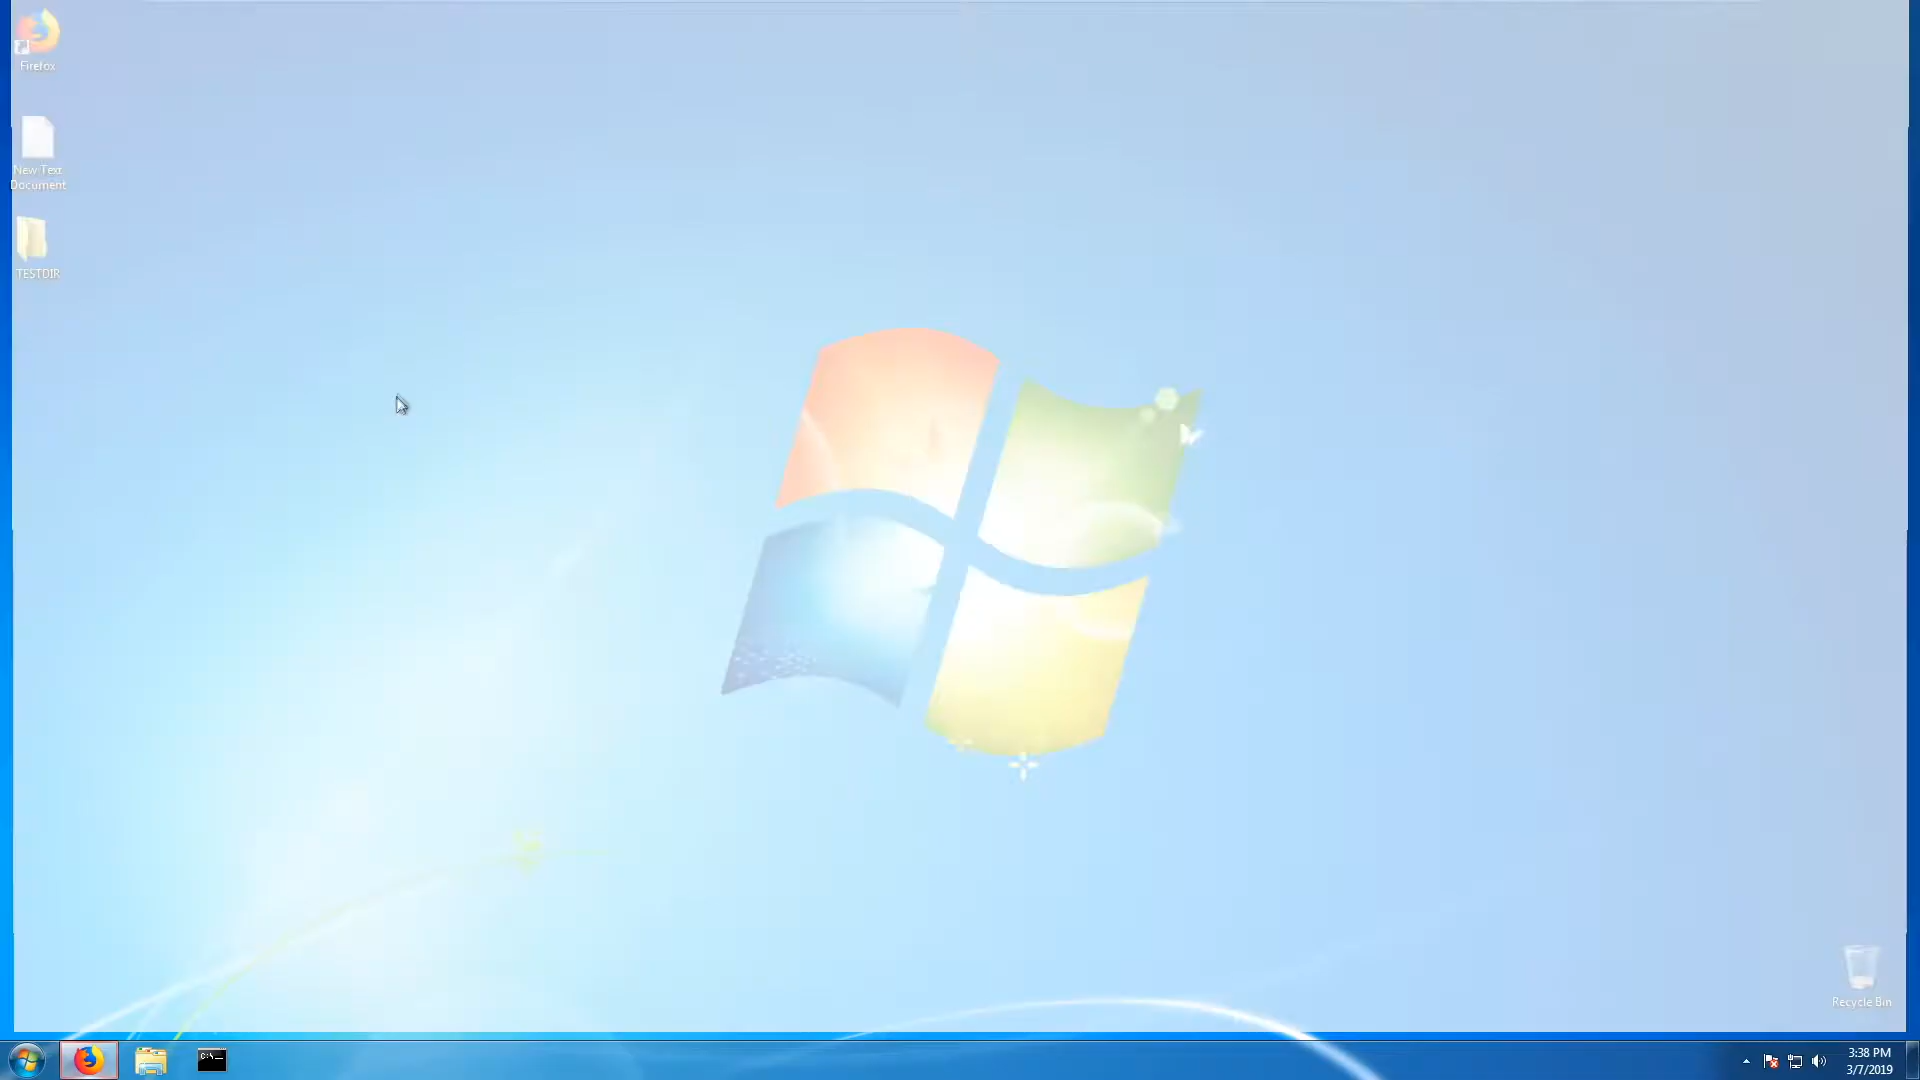 Firefox
New Text
Document
TESTDIR
Recycle Bin
C:\_
3:38 PM
3/7/2019